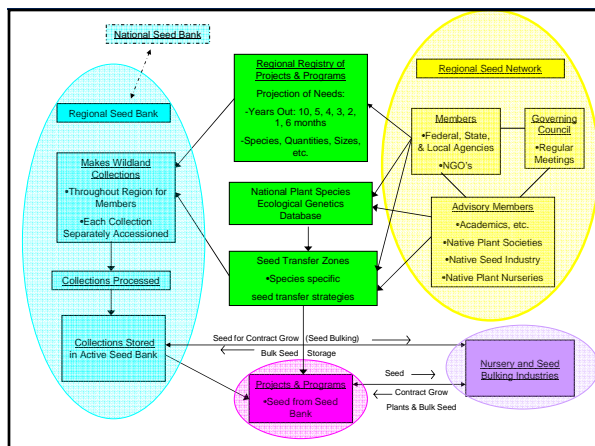 National Seed Bank
Regional Seed Bank
Makes Wildland
Collections
•Throughout Region for
Members
•Each Collection
Separately Accessioned
Collections Processed
Collections Stored
in Active Seed Bank
Regional Registry of
Projects & Programs
Projection of Needs:
-Years Out: 10, 5, 4, 3, 2,
1, 6 months
-Species, Quantities, Sizes,
etc.
National Plant Species
Ecological Genetics
Database
Seed Transfer Zones
•Species specific
seed transfer strategies
Regional Seed Network
Members
•Federal, State,
& Local Agencies
•NGO's
Governing
Council
•Regular
Meetings
Advisory Members
•Academics, etc.
•Native Plant Societies
•Native Seed Industry
•Native Plant Nurseries
Seed for Contract Grow (Seed Bulking)
Bulk Seed Storage
Projects & Programs
•Seed from Seed
Bank
Seed
Contract Grow
Plants & Bulk Seed
Nursery and Seed
Bulking Industries